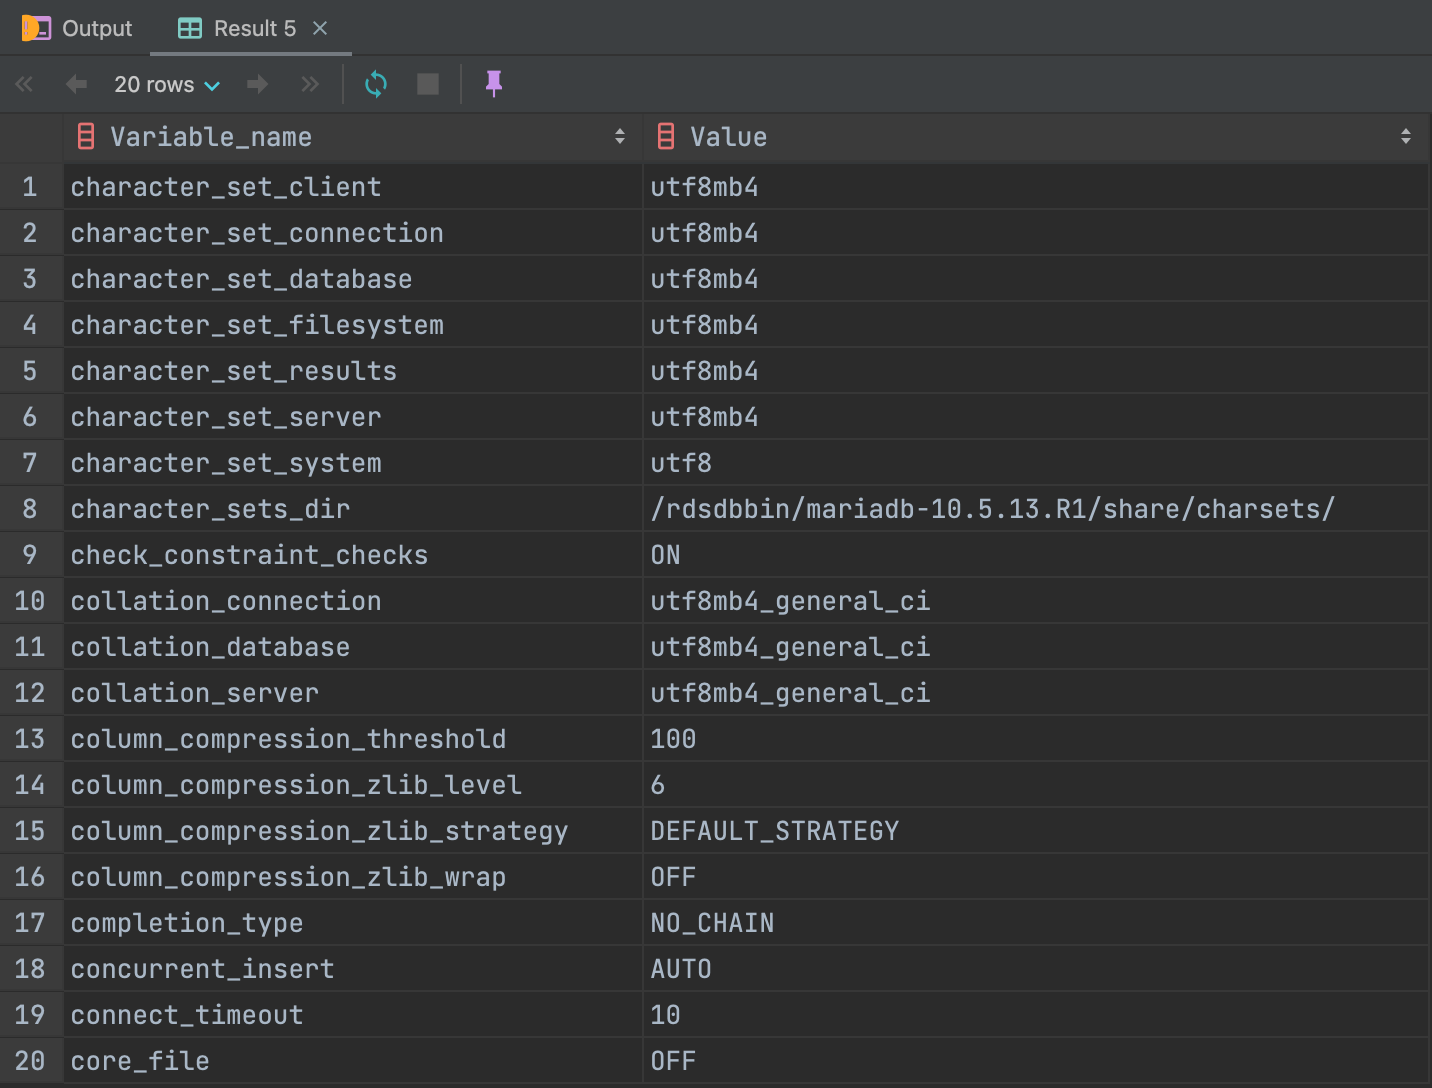 Output Result 5
20 rows
Variable_name Value
1 character_set_client utf8mb4
2 character_set_connection utf8mb4
3 character_set_database utf8mb4
4 character_set_filesystem utf8mb4
5 character_set_results utf8mb4
6 character_set_server utf8mb4
7 character_set_system utf8
8 character_sets_dir /rdsdbbin/mariadb-10.5.13.R1/share/charsets/
9 check_constraint_checks ON
10 collation_connection utf8mb4_general_ci
11 collation_database utf8mb4_general_ci
12 collation_server utf8mb4_general_ci
13 column_compression_threshold 100
14 column_compression_zlib_level 6
15 column_compression_zlib_strategy DEFAULT_STRATEGY
16 column_compression_zlib_wrap OFF
17 completion_type NO_CHAIN
18 concurrent_insert AUTO
19 connect_timeout 10
20 core_file OFF